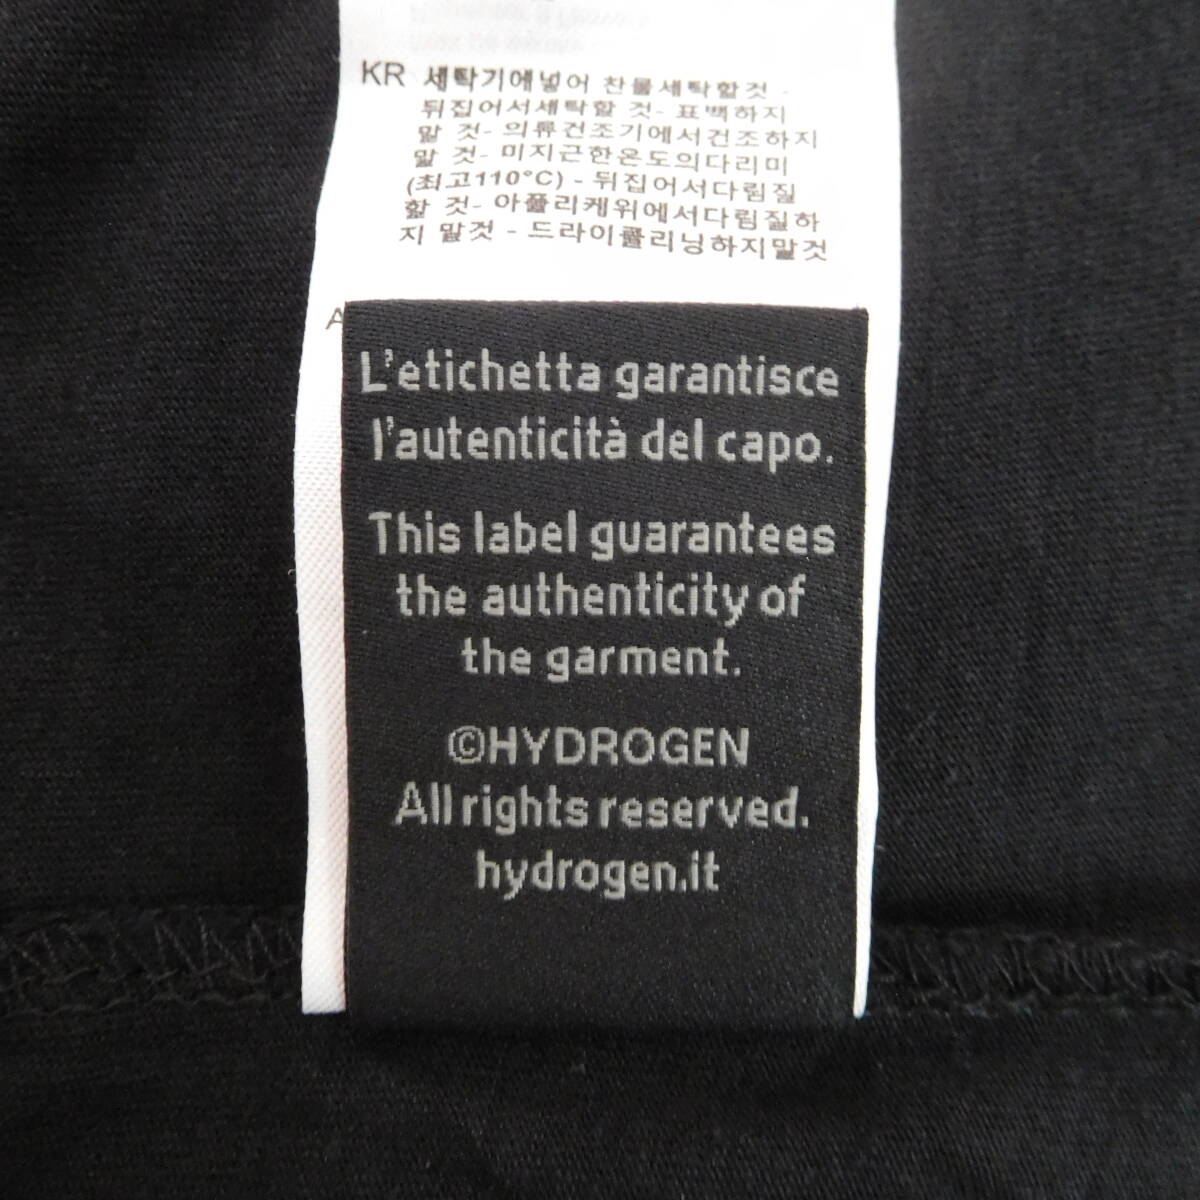 KR 세탁기에넣어 찬물세탁할것 -
뒤집어서세탁할 것- 표백하지
말 것- 의류건조기에서건조하지
말 것- 미지근한온도의다리미
(최고110°C) - 뒤집어서다림질
할 것- 아플리케위에서다림질하
지 말것 - 드라이클리닝하지말것
A
L'etichetta garantisce
l'autenticità del capo.
This label guarantees
the authenticity of
the garment.
©HYDROGEN
All rights reserved.
hydrogen.it